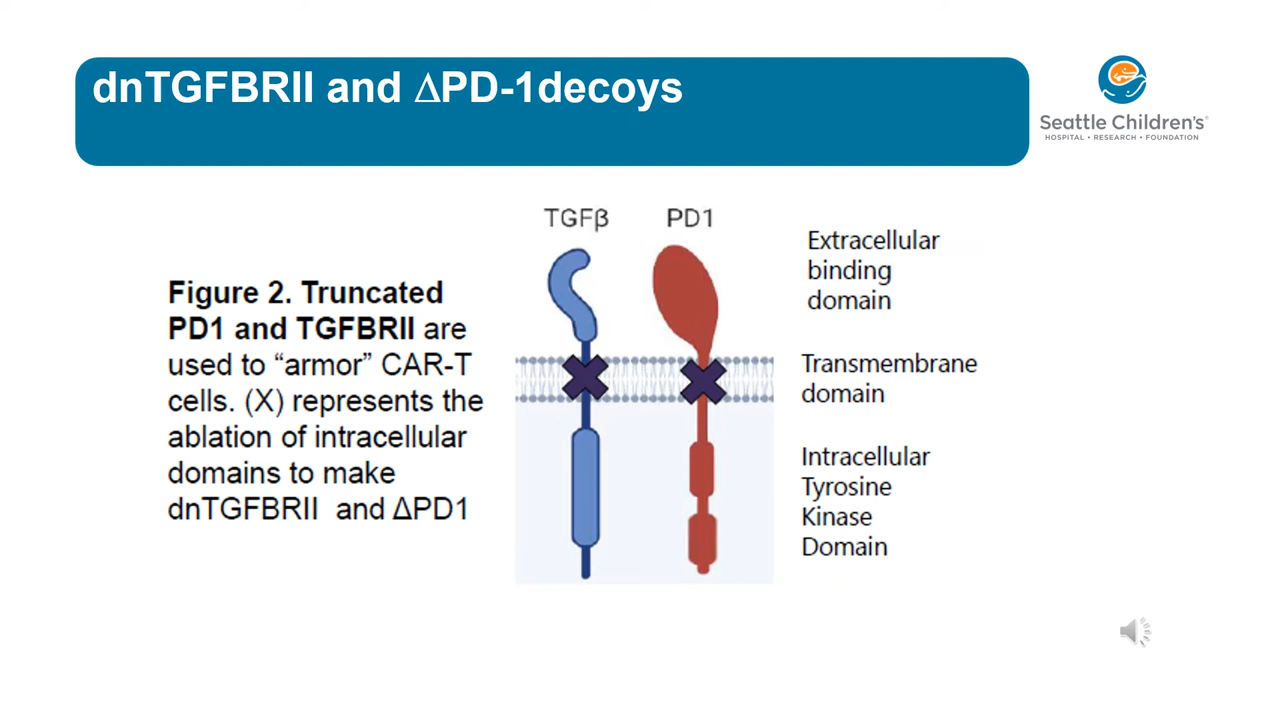 dnTGFBRII and ∆PD-1decoys
Seattle Children's®
HOSPITAL • RESEARCH • FOUNDATION
TGFβ
PD1
Extracellular
binding
domain
Figure 2. Truncated
PD1 and TGFBRII are
used to “armor” CAR-T
cells. (X) represents the
ablation of intracellular
domains to make
dnTGFBRII and ΔPD1
Transmembrane
domain
Intracellular
Tyrosine
Kinase
Domain